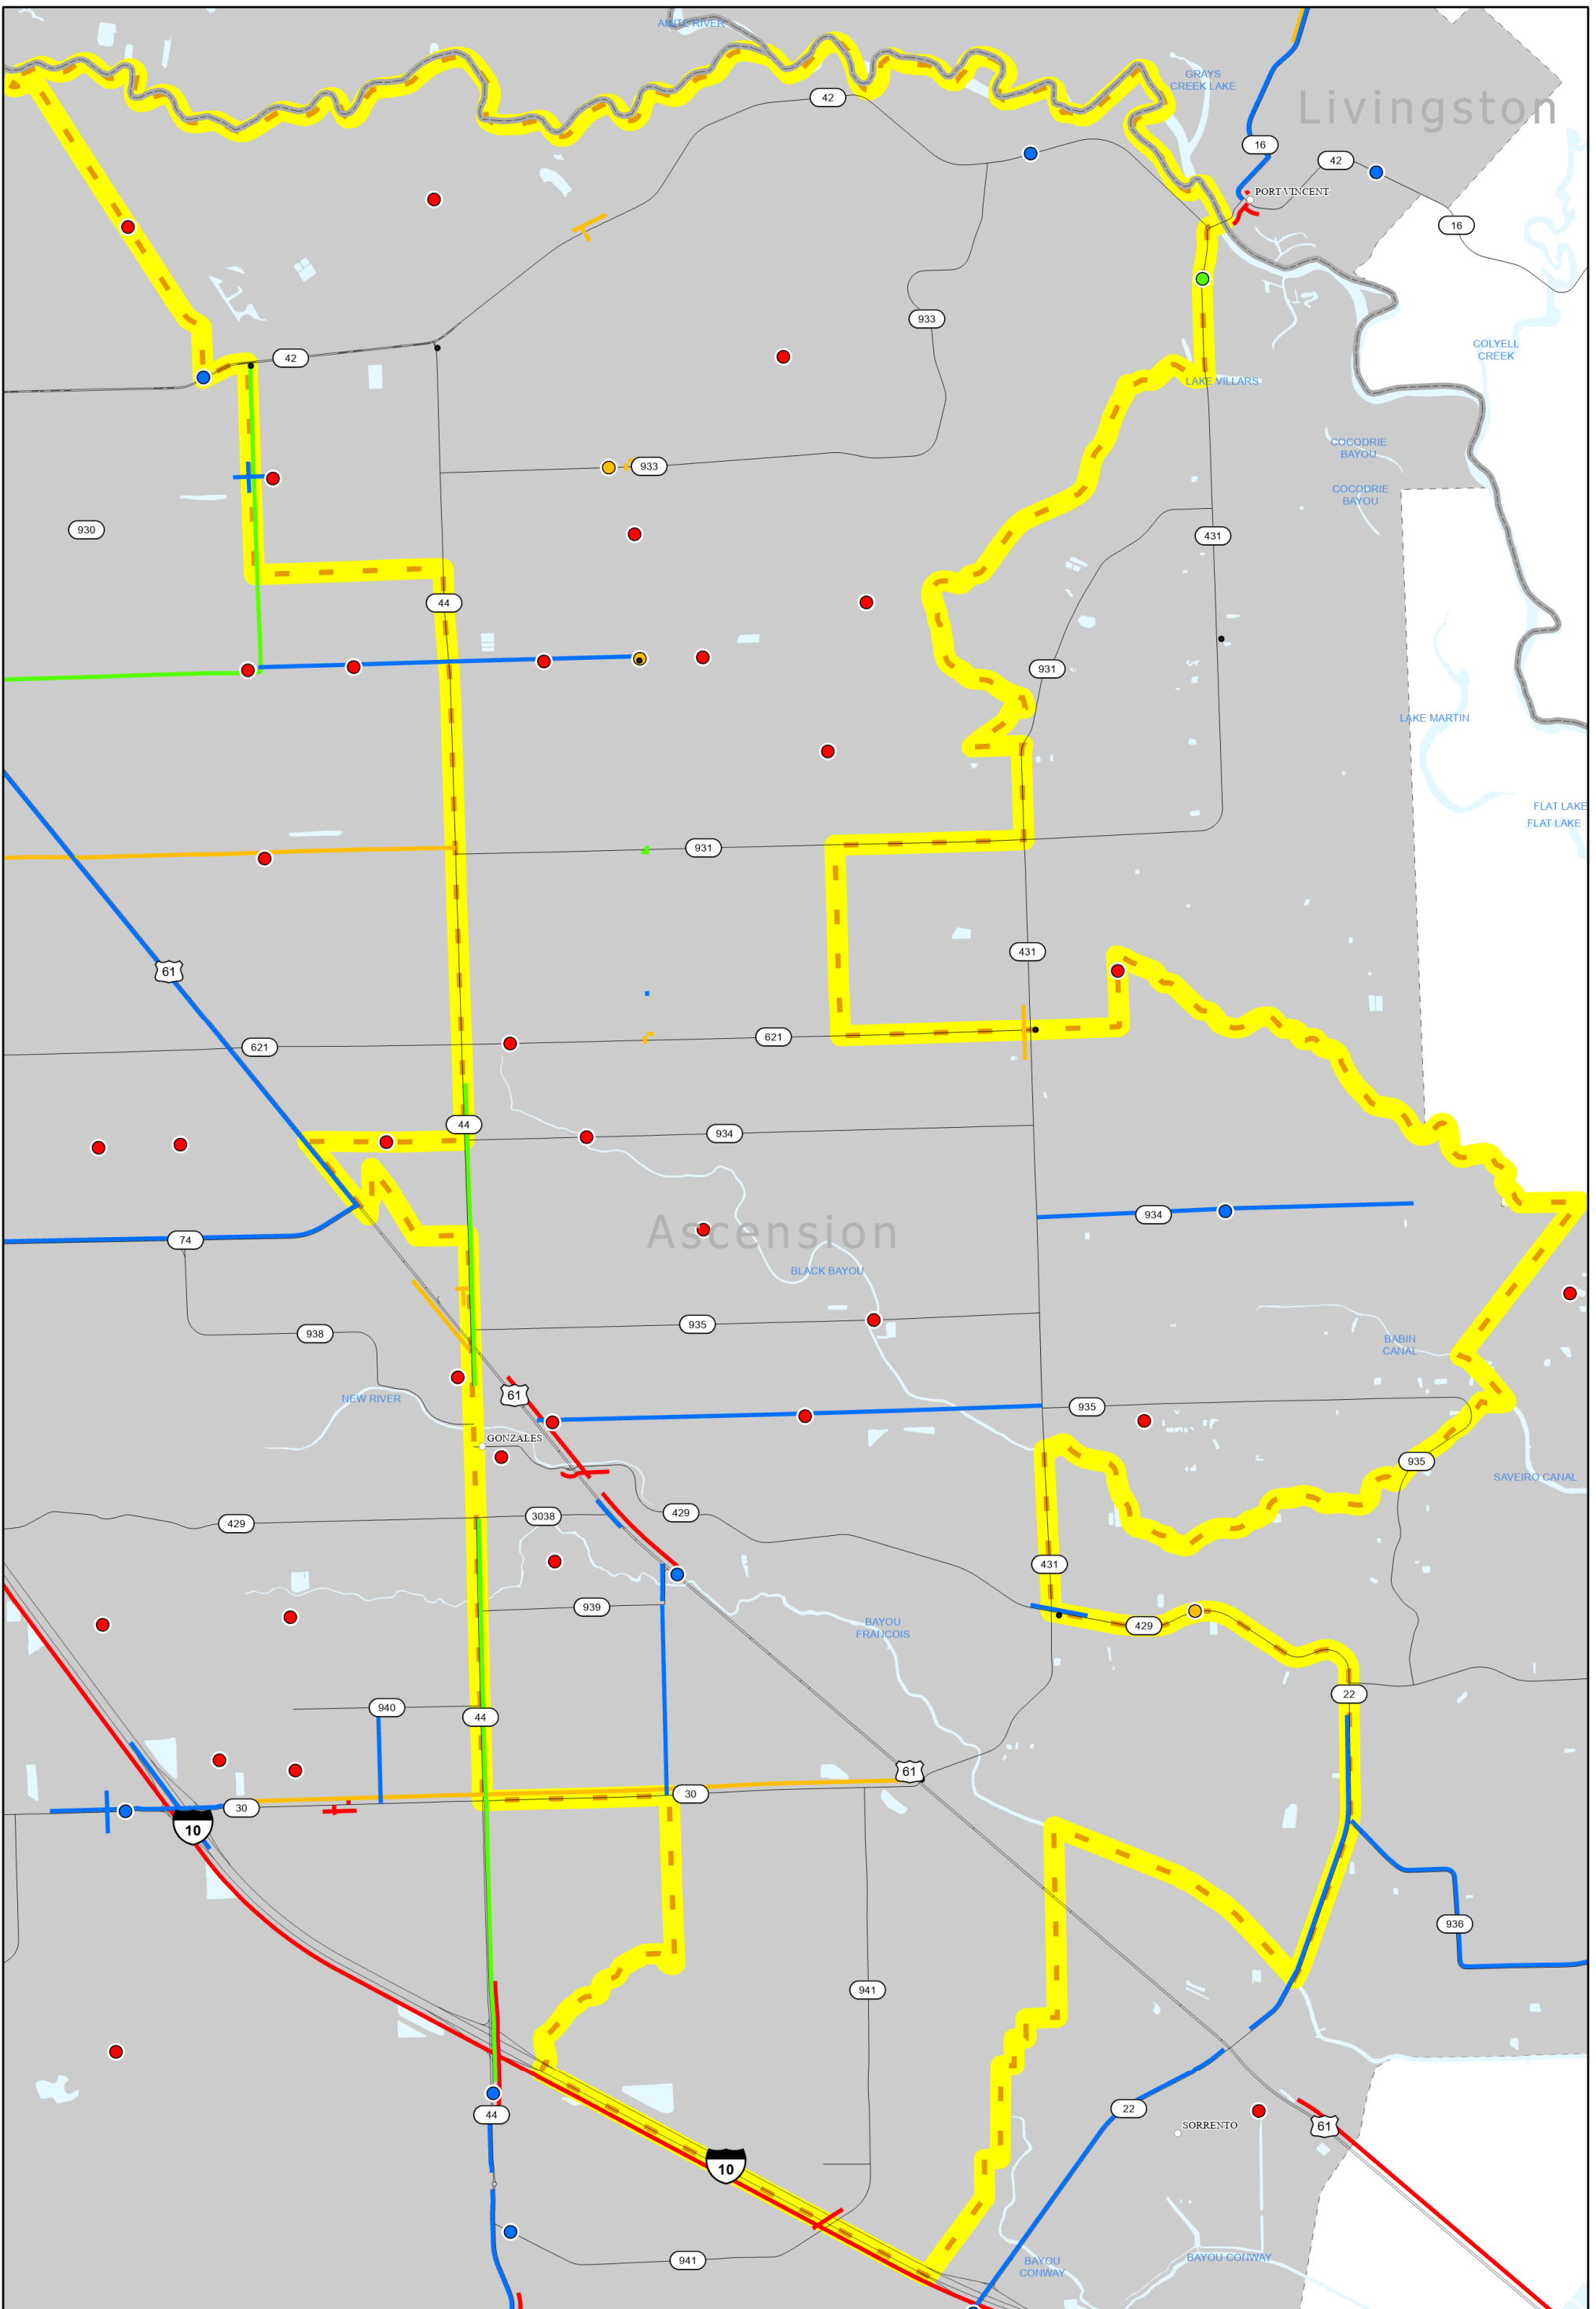 AMITE RIVER
GRAYS
CREEK LAKE
42
Livingston
16
42
PORT VINCENT
16
933
COLYELL
CREEK
42
LAKE VILLARS
COCODRIE
BAYOU
933
COCODRIE
BAYOU
930
431
44
931
LAKE MARTIN
FLAT LAKE
FLAT LAKE
931
431
61
621
621
44
934
934
Ascension
74
BLACK BAYOU
935
938
BABIN
CANAL
61
NEW RIVER
935
GONZALES
935
SAVEIRO CANAL
429
3038
429
431
939
BAYOU
FRANCOIS
429
22
940
44
61
30
30
10
936
941
44
22
SORRENTO
61
10
941
BAYOU
CONWAY
BAYOU CONWAY